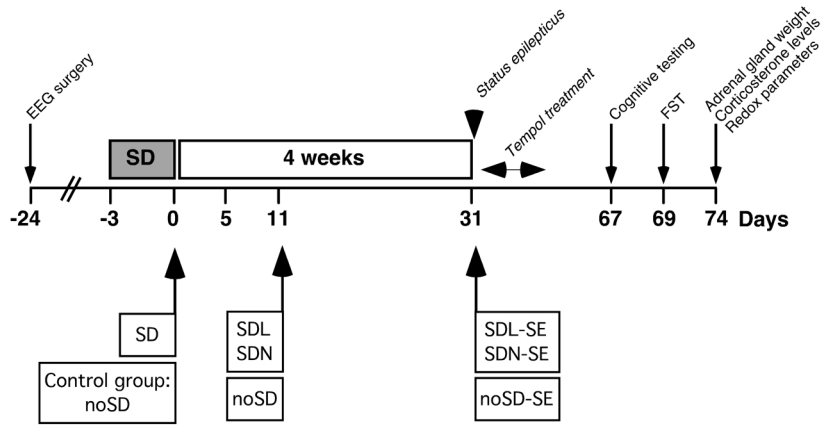 EEG surgery
Status epilepticus
Tempol treatment
Cognitive testing
FST
Adrenal gland weight
Corticosterone levels
Redox parameters
SD
4 weeks
-24
-3
0
5
11
31
67
69
74
Days
SD
Control group:
noSD
SDL
SDN
noSD
SDL-SE
SDN-SE
noSD-SE